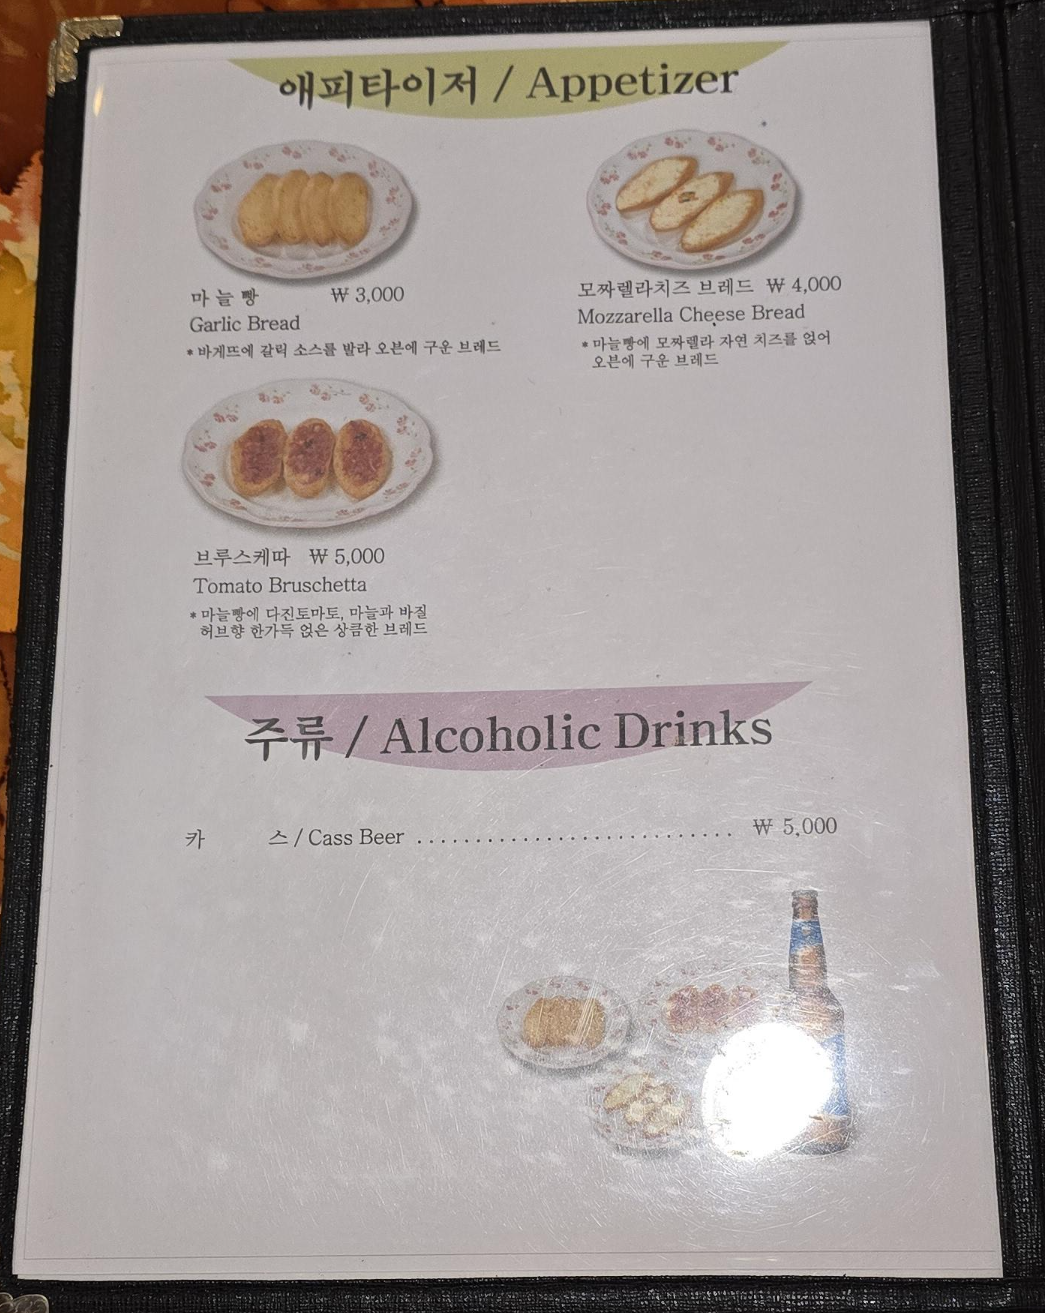 애피타이저 / Appetizer
마 늘 빵 ₩ 3,000
Garlic Bread
* 바게뜨에 갈릭 소스를 발라 오븐에 구운 브레드
모짜렐라치즈 브레드 ₩ 4,000
Mozzarella Cheese Bread
* 마늘빵에 모짜렐라 자연 치즈를 얹어
오븐에 구운 브레드
브루스케따 ₩ 5,000
Tomato Bruschetta
* 마늘빵에 다진토마토, 마늘과 바질
허브향 한가득 얹은 상큼한 브레드
주류 / Alcoholic Drinks
카 스 / Cass Beer ............................ ₩ 5,000